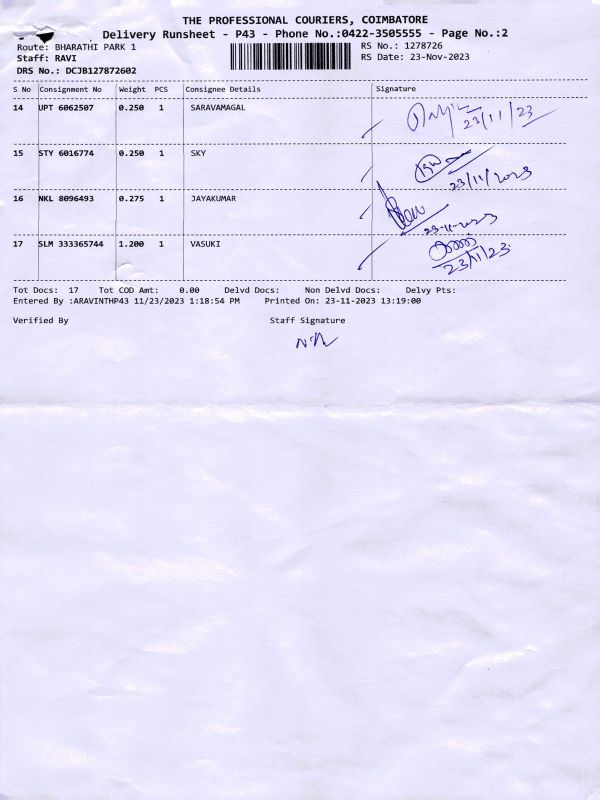 THE PROFESSIONAL COURIERS, COIMBATORE
Delivery Runsheet - P43 - Phone No.:0422-3505555 - Page No.:2
Route: BHARATHI PARK 1 RS No.: 1278726
Staff: RAVI RS Date: 23-Nov-2023
DRS No.: DCJB127872602
S No Consignment No Weight PCS Consignee Details Signature
14 UPT 6062507 0.250 1 SARAVAMAGAL 23/11/23
15 STY 6016774 0.250 1 SKY 23/11/2023
16 NKL 8096493 0.275 1 JAYAKUMAR 23-11-2023
17 SLM 333365744 1.200 1 VASUKI 23/11/23
Tot Docs: 17 Tot COD Amt: 0.00 Delvd Docs: Non Delvd Docs: Delvy Pts:
Entered By :ARAVINTHP43 11/23/2023 1:18:54 PM Printed On: 23-11-2023 13:19:00
Verified By Staff Signature